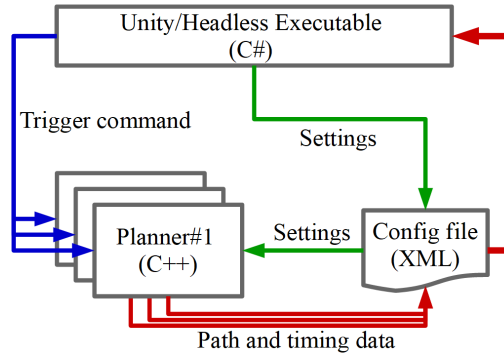 Unity/Headless Executable
(C#)
Trigger command
Settings
Planner#1
(C++)
Settings
Config file
(XML)
Path and timing data